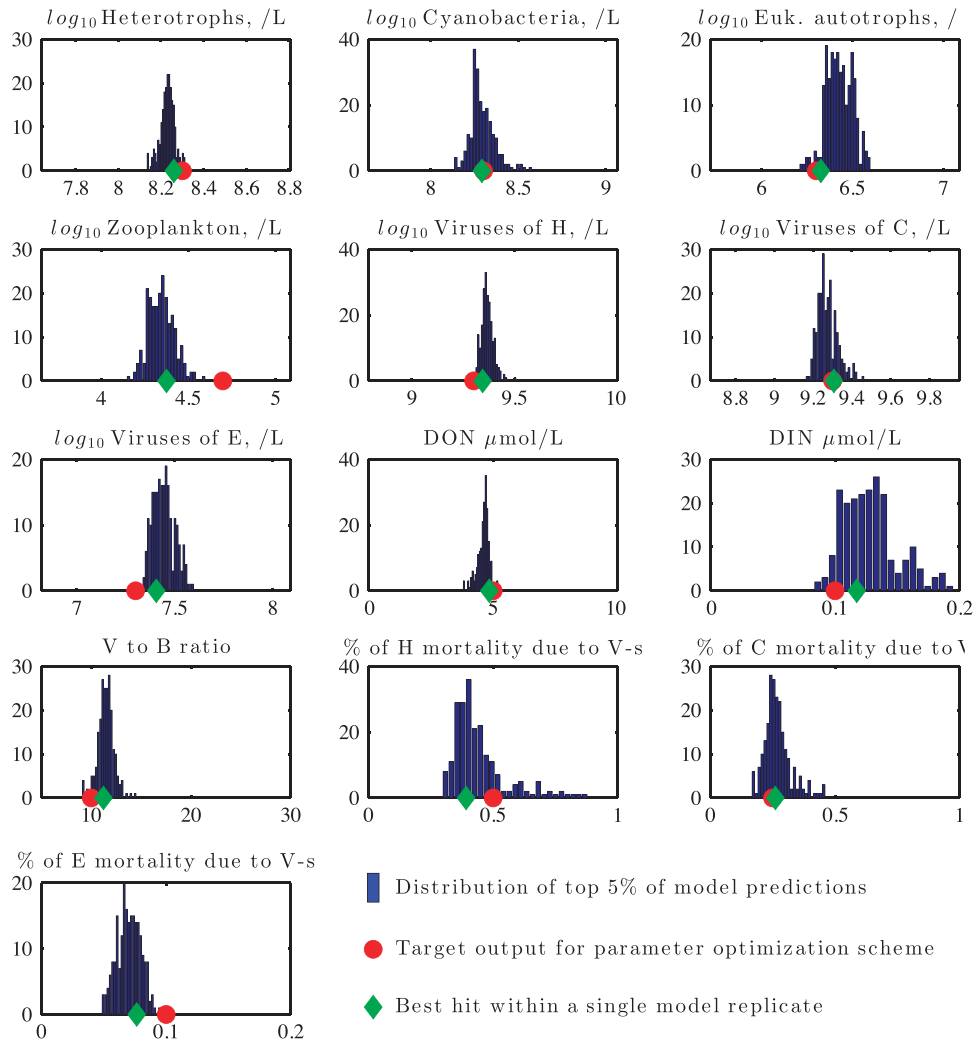 log10 Heterotrophs, /L
30
20
10
0
7.8 8 8.2 8.4 8.6 8.8
log10 Cyanobacteria, /L
40
20
0
8 8.5 9
log10 Euk. autotrophs, /
20
10
0
6 6.5 7
log10 Zooplankton, /L
30
20
10
0
4 4.5 5
log10 Viruses of H, /L
40
20
0
9 9.5 10
log10 Viruses of C, /L
30
20
10
0
8.8 9 9.2 9.4 9.6 9.8
log10 Viruses of E, /L
20
10
0
7 7.5 8
DON μmol/L
40
20
0
0 5 10
DIN μmol/L
30
20
10
0
0 0.1 0.2
V to B ratio
30
20
10
0
10 20 30
% of H mortality due to V-s
40
20
0
0 0.5 1
% of C mortality due to V
30
20
10
0
0 0.5 1
% of E mortality due to V-s
20
10
0
0 0.1 0.2
Distribution of top 5% of model predictions
Target output for parameter optimization scheme
Best hit within a single model replicate